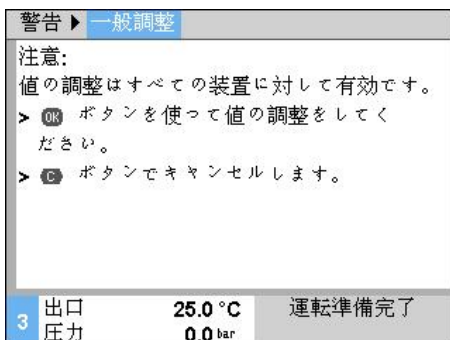 警告 ▶ 一般調整
注意:
値の調整はすべての装置に対して有効です。
> OK ボタンを使って値の調整をしてく
ださい。
> C ボタンでキャンセルします。
3 出口 25.0 °C 運転準備完了
圧力 0.0 bar